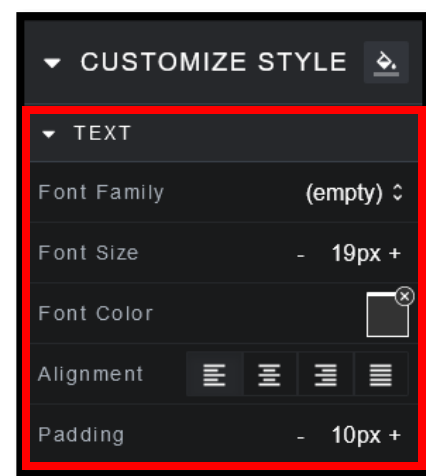 CUSTOMIZE STYLE
TEXT
Font Family (empty)
Font Size - 19px +
Font Color
Alignment
Padding - 10px +